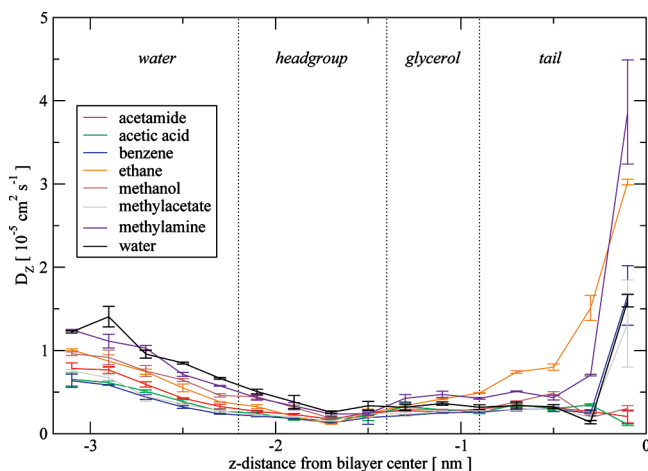 5
4
3
2
1
0
D_Z [ 10^-5 cm^2 s^-1 ]
water headgroup glycerol tail
acetamide
acetic acid
benzene
ethane
methanol
methylacetate
methylamine
water
-3 -2 -1 0
z-distance from bilayer center [ nm ]